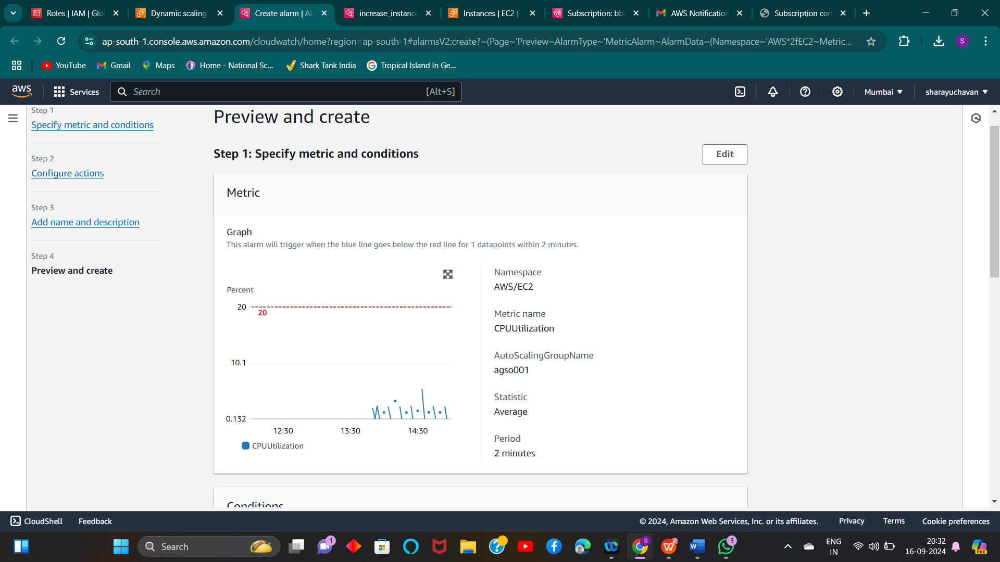 Roles | IAM | Glo
Dynamic scaling
Create alarm | Al
increase_instance
Instances | EC2 |
Subscription: bb
AWS Notification
Subscription con
ap-south-1.console.aws.amazon.com/cloudwatch/home?region=ap-south-1#alarmsV2:create?~(Page~'Preview~AlarmType~'MetricAlarm~AlarmData~(Namespace~'AWS*2fEC2~Metric...
S
YouTube
Gmail
Maps
Home - National Sc...
Shark Tank India
Tropical Island In Ge...
aws
Services
Search
[Alt+S]
Mumbai
sharayuchavan
Step 1
Specify metric and conditions
Step 2
Configure actions
Step 3
Add name and description
Step 4
Preview and create
Preview and create
Step 1: Specify metric and conditions
Edit
Metric
Graph
This alarm will trigger when the blue line goes below the red line for 1 datapoints within 2 minutes.
Percent
20
20
10.1
0.132
12:30
13:30
14:30
CPUUtilization
Namespace
AWS/EC2
Metric name
CPUUtilization
AutoScalingGroupName
agso001
Statistic
Average
Period
2 minutes
Conditions
CloudShell
Feedback
© 2024, Amazon Web Services, Inc. or its affiliates.
Privacy
Terms
Cookie preferences
Search
1
S
W
3
ENG
IN
20:32
16-09-2024
PRE